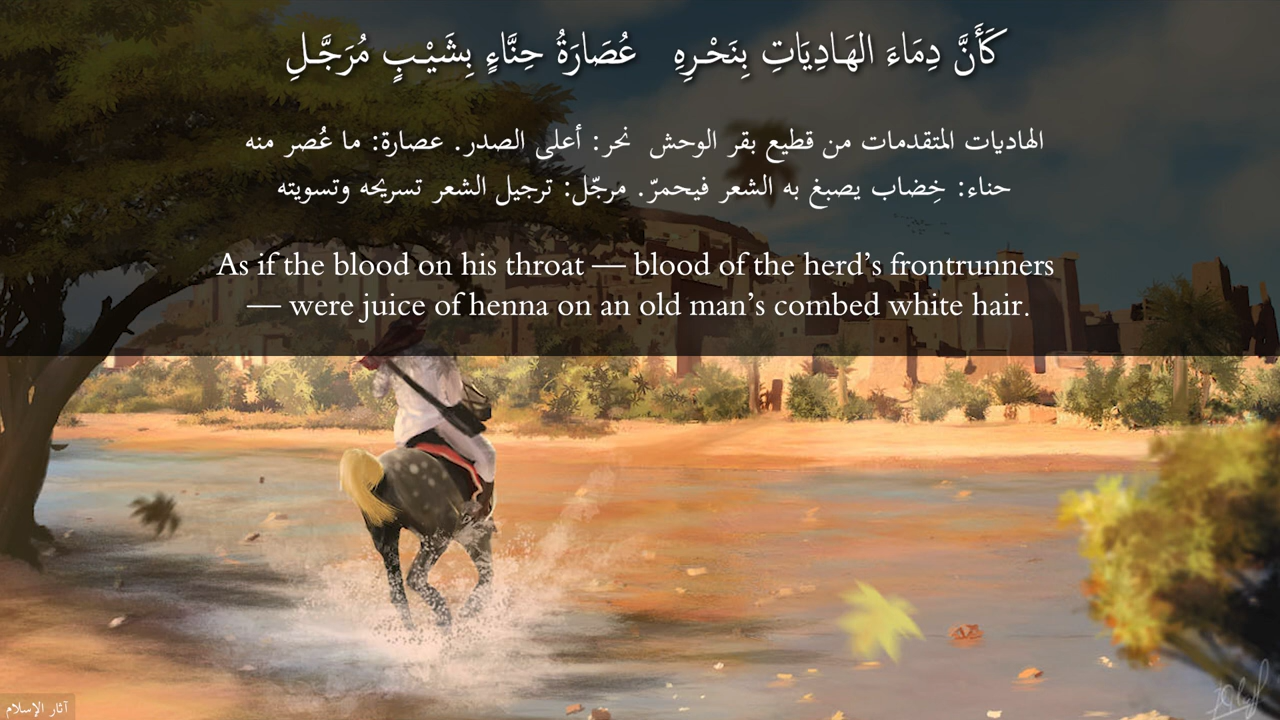 كَأَنَّ دِمَاءَ الهَادِيَاتِ بِنَحْرِهِ عُصَارَةُ حِنَّاءٍ بِشَيْبٍ مُرَجَّلِ
الهاديات المتقدمات من قطيع بقر الوحش نحر: أعلى الصدر. عصارة: ما عُصر منه
حناء: خِضاب يصبغ به الشعر فيحمرّ. مرجّل: ترجيل الشعر تسريحه وتسويته
As if the blood on his throat — blood of the herd’s frontrunners
— were juice of henna on an old man’s combed white hair.
آثار الإسلام